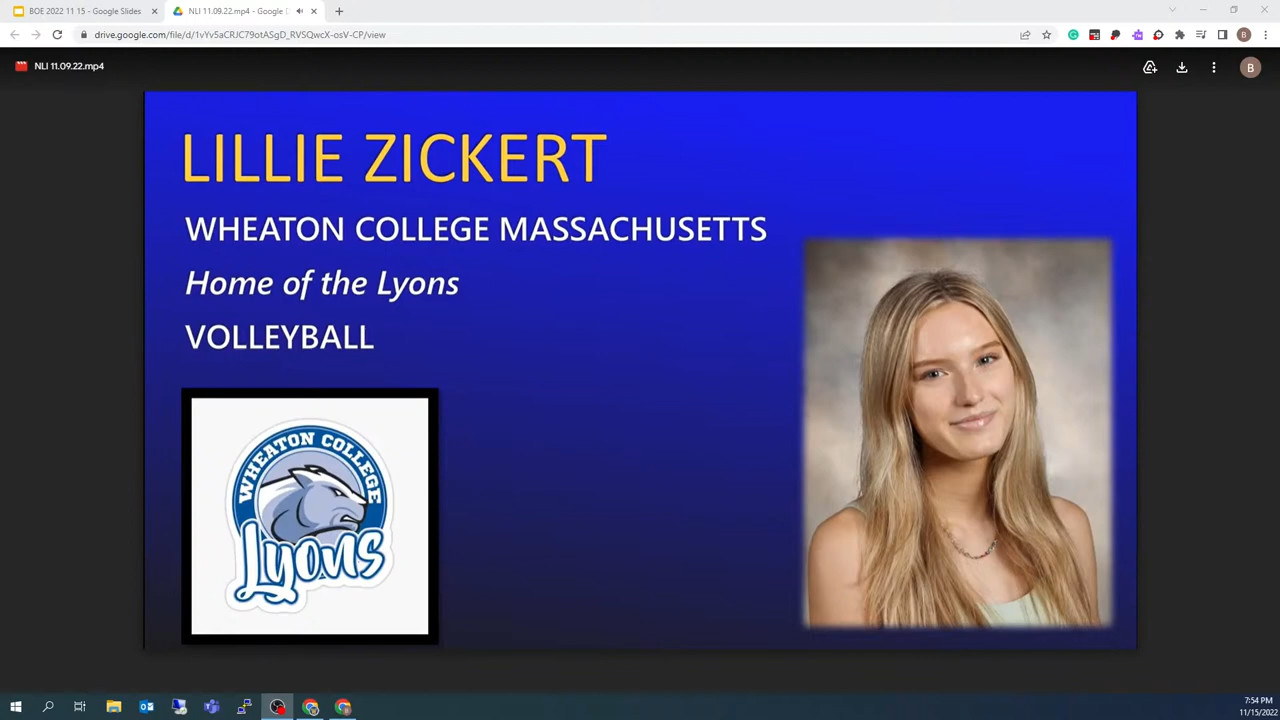 BOE 2022 11 15 - Google Slides
NLI 11.09.22.mp4 - Google D
drive.google.com/file/d/1vYv5aCRJC79otASgD_RVSQwcX-osV-CP/view
B
NLI 11.09.22.mp4
B
LILLIE ZICKERT
WHEATON COLLEGE MASSACHUSETTS
Home of the Lyons
VOLLEYBALL
WHEATON COLLEGE
Lyons
7:54 PM
11/15/2022